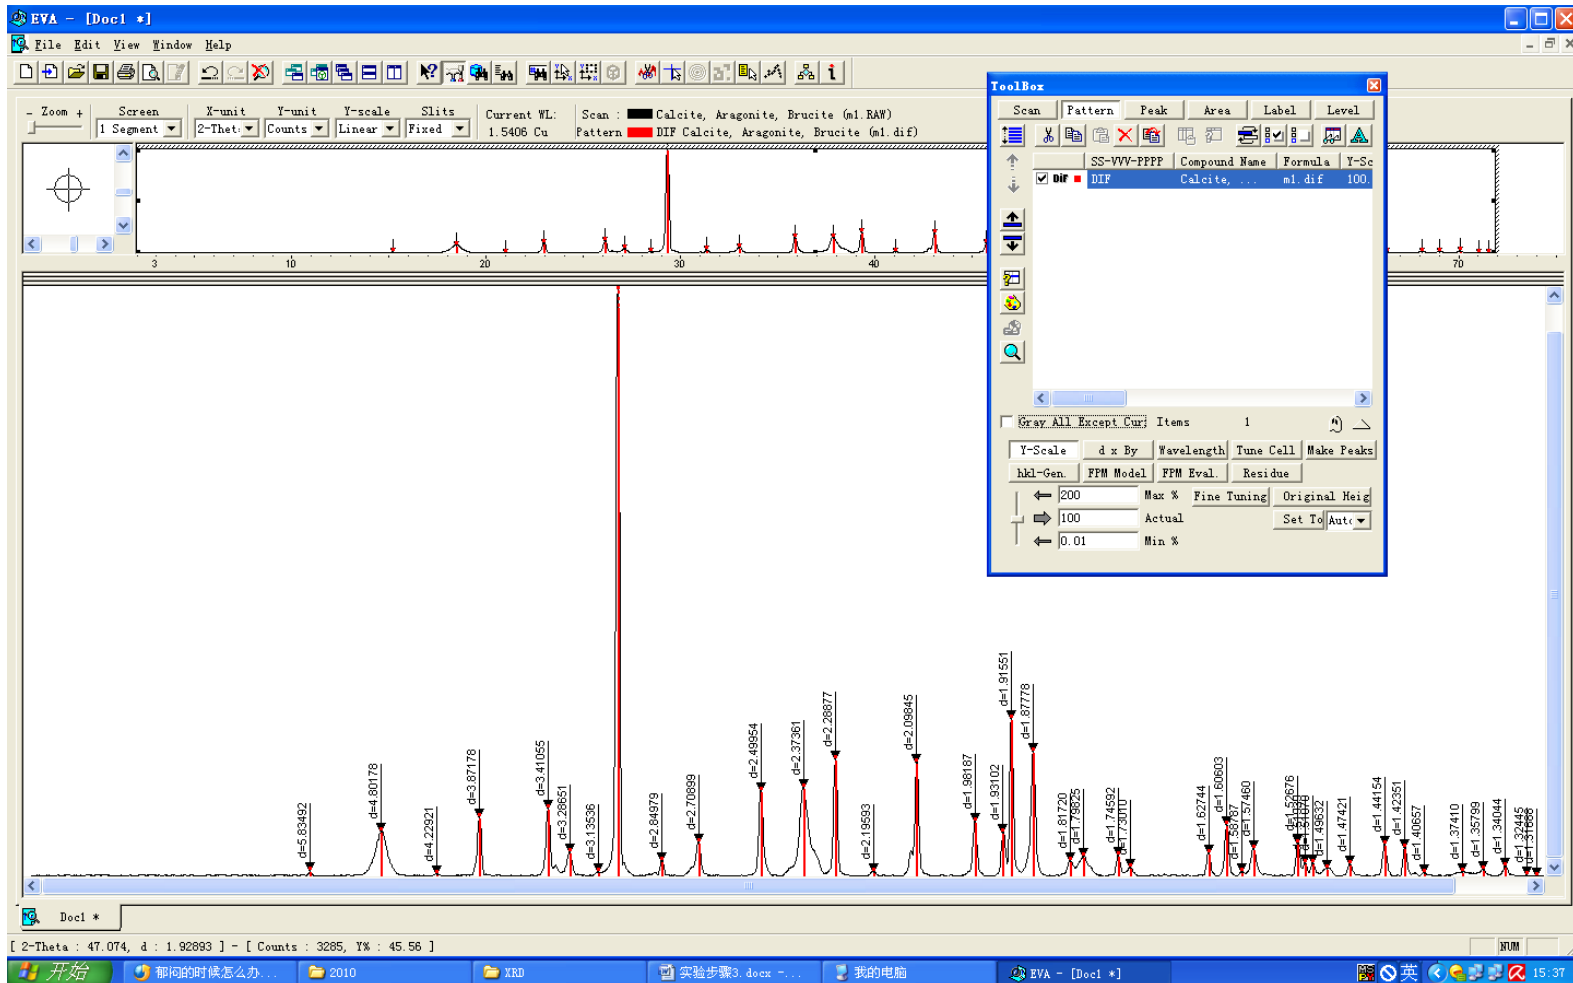 EVA - [Doc1 *]
File Edit View Window Help
- Zoom + Screen X-unit Y-unit Y-scale Slits Current WL: Scan : Calcite, Aragonite, Brucite (m1.RAW)
1 Segment 2-Thet: Counts Linear Fixed 1.5406 Cu Pattern DIF Calcite, Aragonite, Brucite (m1.dif)
3 10 20 30 40 70
ToolBox
Scan Pattern Peak Area Label Level
SS-VVV-PPPP Compound Name Formula Y-Sc
DIF DIF Calcite, ... m1.dif 100.
Gray All Except Cur: Items 1
Y-Scale d x By Wavelength Tune Cell Make Peaks
hkl-Gen. FPM Model FPM Eval. Residue
200 Max % Fine Tuning Original Heig
100 Actual Set To Auto
0.01 Min %
d=5.83492
d=4.80178
d=4.22921
d=3.87178
d=3.41055
d=3.28651
d=3.13536
d=2.84979
d=2.70899
d=2.49954
d=2.37361
d=2.28877
d=2.19593
d=2.09845
d=1.98187
d=1.93102
d=1.91551
d=1.87778
d=1.81720
d=1.79825
d=1.74592
d=1.73010
d=1.62744
d=1.60603
d=1.58787
d=1.57460
d=1.52676
d=1.49632
d=1.47421
d=1.44154
d=1.42351
d=1.40657
d=1.37410
d=1.35799
d=1.34044
d=1.32445
Doc1 *
[ 2-Theta : 47.074, d : 1.92893 ] - [ Counts : 3285, Y% : 45.56 ]
NUM
开始 郁闷的时候怎么办... 2010 XRD 实验步骤3.docx -... 我的电脑 EVA - [Doc1 *] 英 15:37